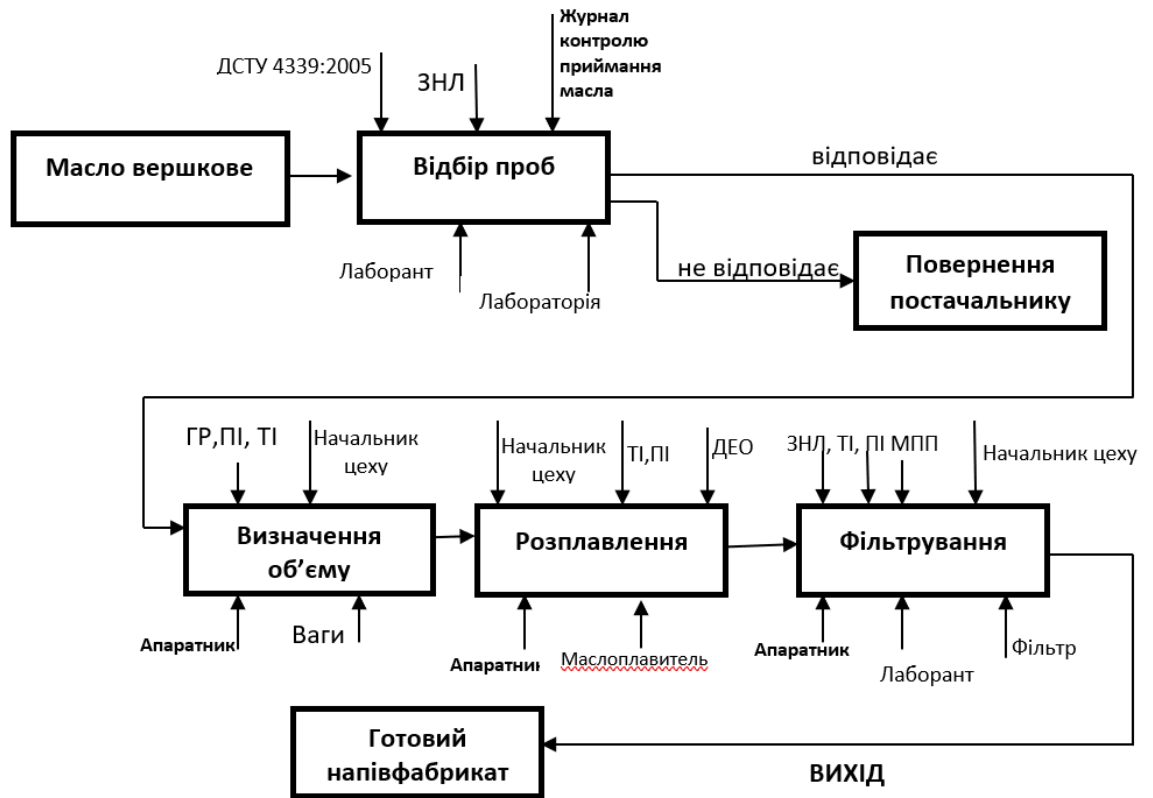 Журнал
контролю
приймання
масла
ДСТУ 4339:2005
ЗНЛ
Масло вершкове
Відбір проб
відповідає
Лаборант
Лабораторія
не відповідає
Повернення
постачальнику
ГР,ПІ, ТІ
Начальник
цеху
Начальник
цеху
ТІ,ПІ
ДЕО
ЗНЛ, ТІ, ПІ МПП
Начальник цеху
Визначення
об’єму
Розплавлення
Фільтрування
Апаратник
Ваги
Апаратник
Маслоплавитель
Апаратник
Лаборант
Фільтр
Готовий
напівфабрикат
ВИХІД